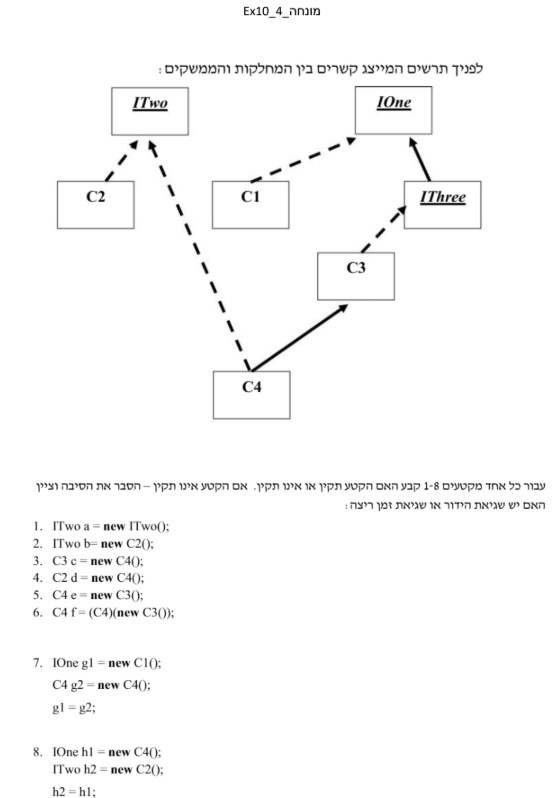 מונחה_Ex10_4
לפניך תרשים המייצג קשרים בין המחלקות והממשקים :
ITwo
IOne
C2
C1
IThree
C3
C4
עבור כל אחד מקטעים 1-8 קבע האם הקטע תקין או אינו תקין. אם הקטע אינו תקין – הסבר את הסיבה וציין
האם יש שגיאת הידור או שגיאת זמן ריצה :
1. ITwo a = new ITwo();
2. ITwo b= new C2();
3. C3 c = new C4();
4. C2 d = new C4();
5. C4 e = new C3();
6. C4 f = (C4)(new C3());
7. IOne g1 = new C1();
C4 g2 = new C4();
g1 = g2;
8. IOne h1 = new C4();
ITwo h2 = new C2();
h2 = h1;